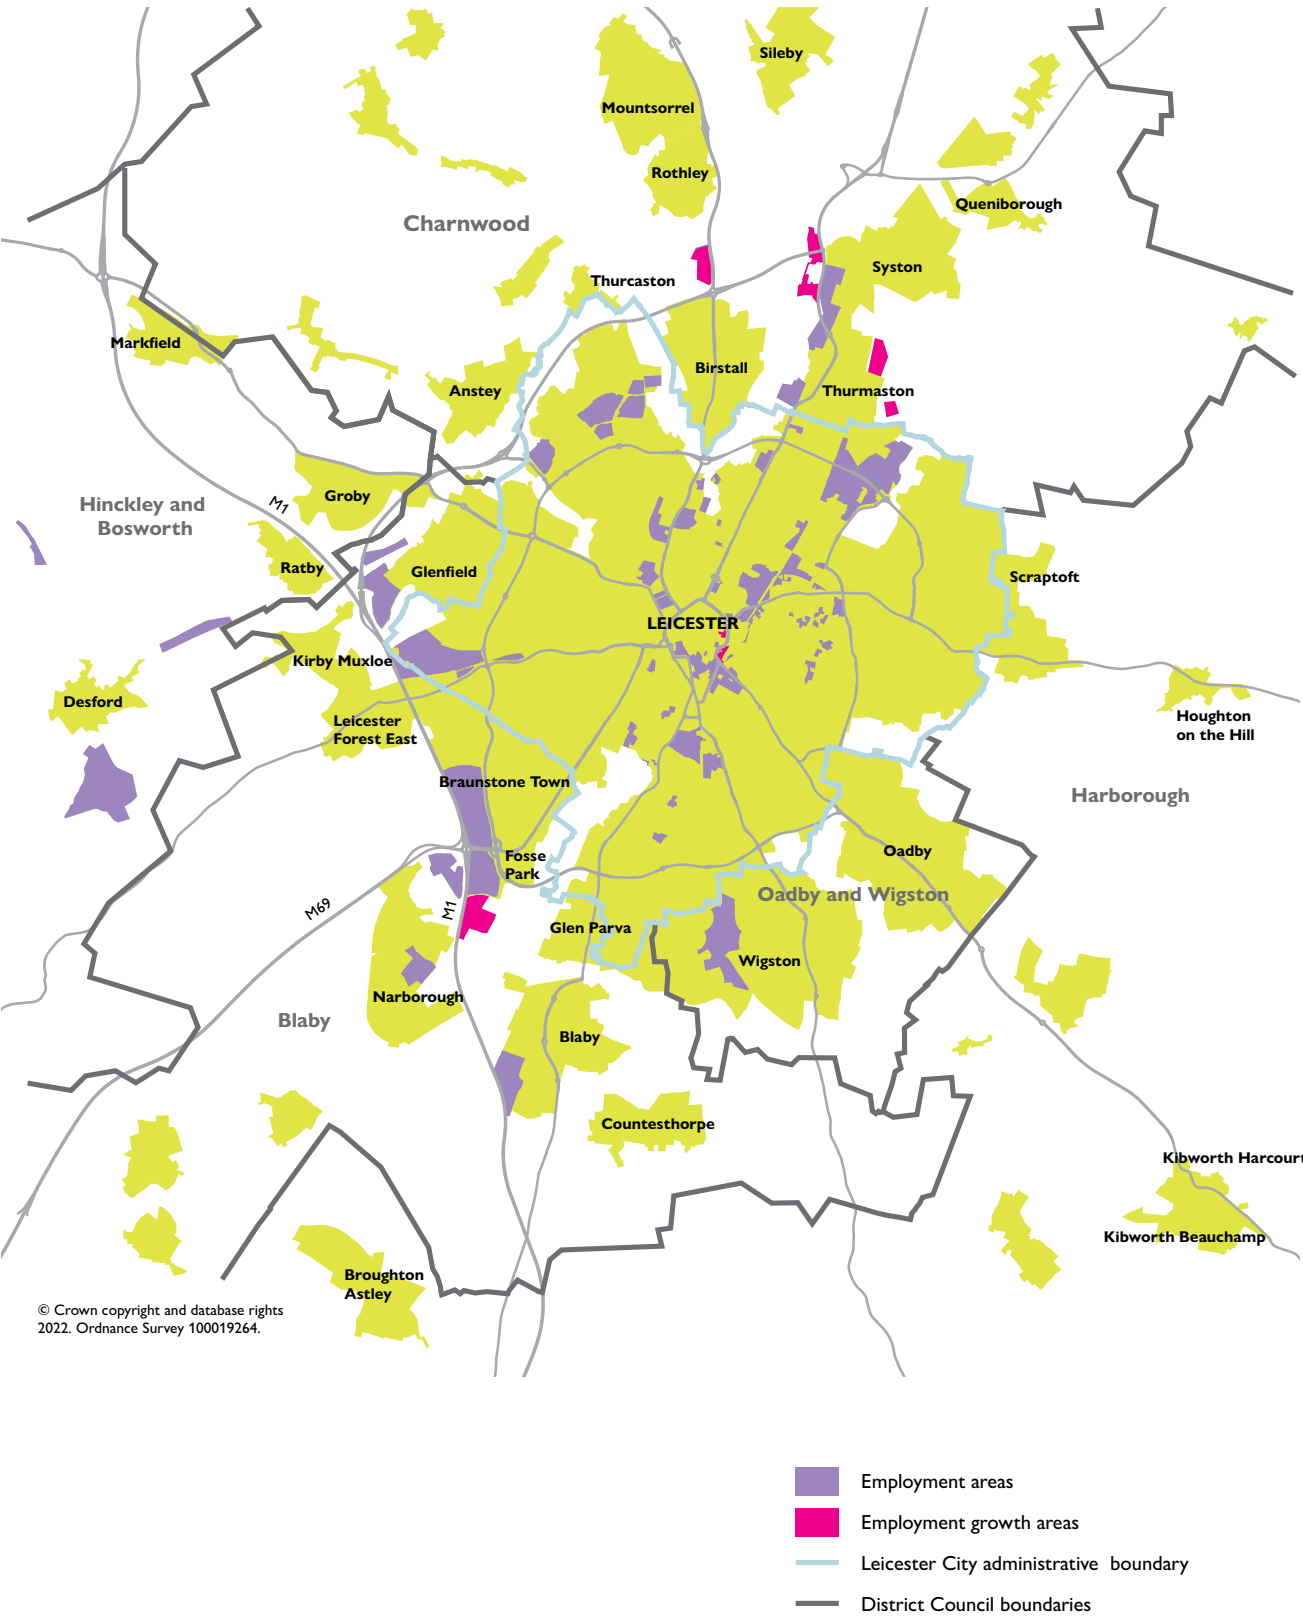 Sileby
Mountsorrel
Rothley
Queniborough
Charnwood
Syston
Thurcaston
Markfield
Birstall
Anstey
Thurmaston
Groby
Hinckley and
Bosworth
M1
Ratby
Glenfield
Scraptoft
LEICESTER
Kirby Muxloe
Desford
Leicester
Forest East
Houghton
on the Hill
Braunstone Town
Harborough
Fosse
Park
Oadby
Oadby and Wigston
M69
M1
Glen Parva
Wigston
Narborough
Blaby
Blaby
Countesthorpe
Kibworth Harcourt
Kibworth Beauchamp
Broughton
Astley
© Crown copyright and database rights
2022. Ordnance Survey 100019264.
Employment areas
Employment growth areas
Leicester City administrative boundary
District Council boundaries